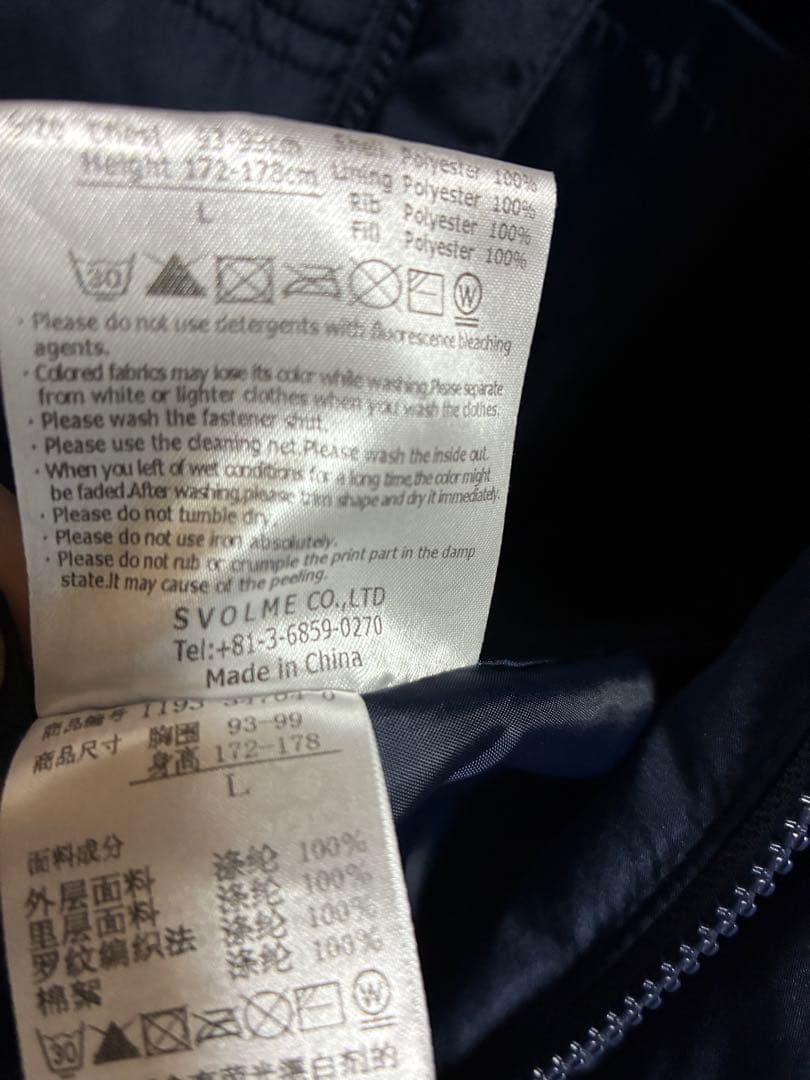 Size Chest 93-99cm
Height 172-178cm
L
Shell Polyester 100%
Lining Polyester 100%
Rib Polyester 100%
Fill Polyester 100%
30
W
· Please do not use detergents with fluorescence bleaching
agents.
· Colored fabrics may lose its color while washing.Please separate
from white or lighter clothes when you wash the clothes.
· Please wash the fastener shut.
· Please use the cleaning net.Please wash the inside out.
· When you left of wet conditions for a long time,the color might
be faded.After washing,please trim shape and dry it immediately.
· Please do not tumble dry.
· Please do not use iron absolutely.
· Please do not rub or crumple the print part in the damp
state.It may cause of the peeling.
SVOLME CO.,LTD
Tel:+81-3-6859-0270
Made in China
商品编号 1193
商品尺寸 胸围 93-99
身高 172-178
L
面料成分
外层面料 涤纶 100%
里层面料 涤纶 100%
罗纹编织法 涤纶 100%
棉絮 涤纶 100%
30
W